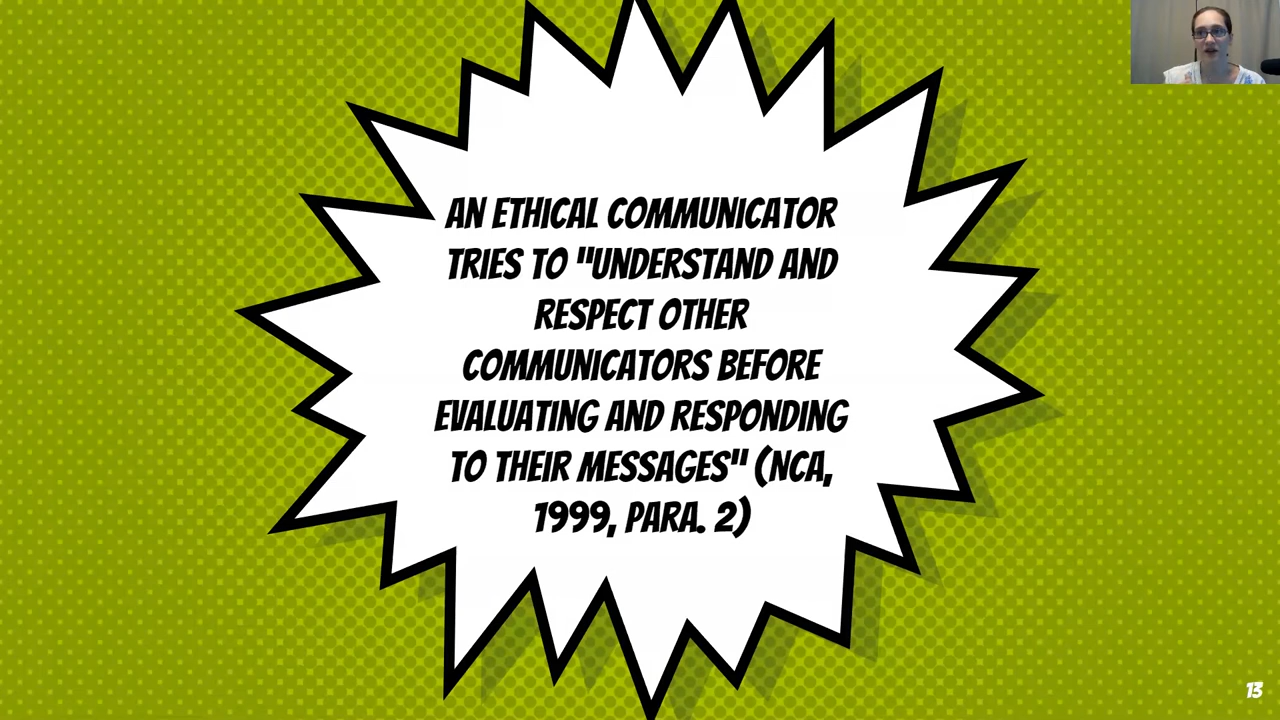 AN ETHICAL COMMUNICATOR
TRIES TO "UNDERSTAND AND
RESPECT OTHER
COMMUNICATORS BEFORE
EVALUATING AND RESPONDING
TO THEIR MESSAGES" (NCA,
1999, PARA. 2)
13